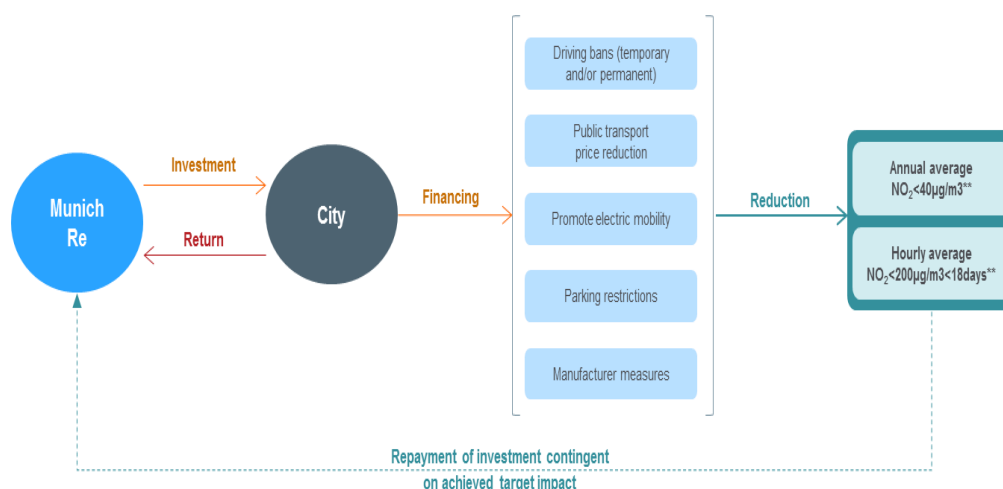 Munich
Re
Investment
Return
City
Financing
Driving bans (temporary
and/or permanent)
Public transport
price reduction
Promote electric mobility
Parking restrictions
Manufacturer measures
Reduction
Annual average
NO₂<40µg/m3**
Hourly average
NO₂<200µg/m3<18days**
Repayment of investment contingent
on achieved target impact